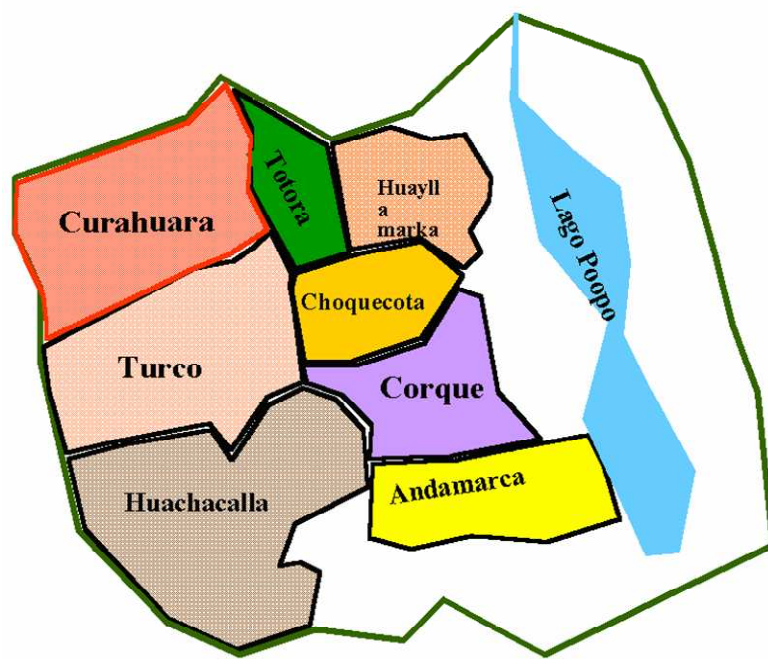 Totora
Huayll
a
marka
Curahuara
Lago Poopo
Choquecota
Turco
Corque
Andamarca
Huachacalla